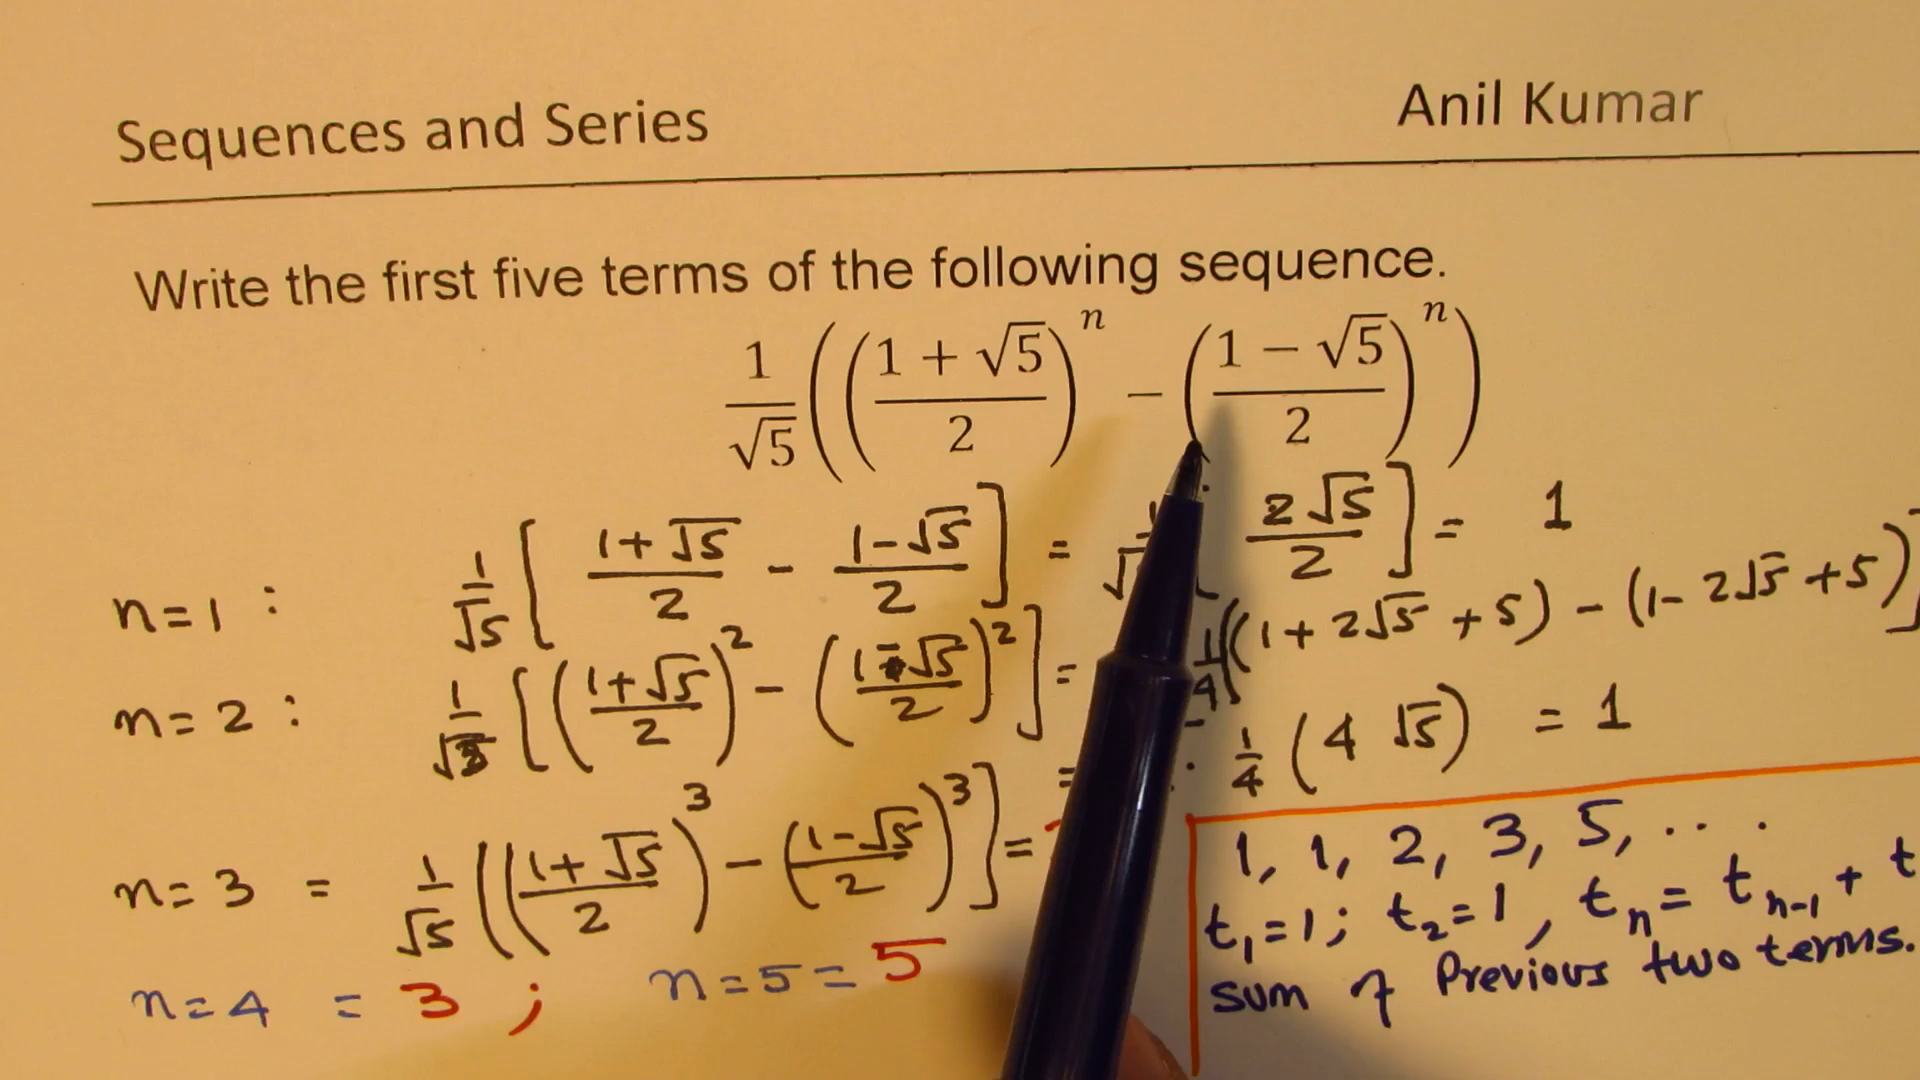 Sequences and Series
Anil Kumar
Write the first five terms of the following sequence.
1/√5 ( ( (1 + √5)/2 )^n − ( (1 − √5)/2 )^n )
n=1 : 1/√5 [ (1+√5)/2 - (1-√5)/2 ] = [ 2√5/2 ] = 1
n=2 : [ ((1+√5)/2)^2 - ((1-√5)/2)^2 ] = 1/4 ( (1+2√5+5) - (1-2√5+5) ]
= 1/4 ( 4 √5 ) = 1
n=3 = 1/√5 ( ((1+√5)/2)^3 - ((1-√5)/2)^3 ] =
n=4 = 3 ; n=5 = 5
1, 1, 2, 3, 5, ....
t₁=1; t₂=1, tₙ= tₙ₋₁ + t
sum of Previous two terms.